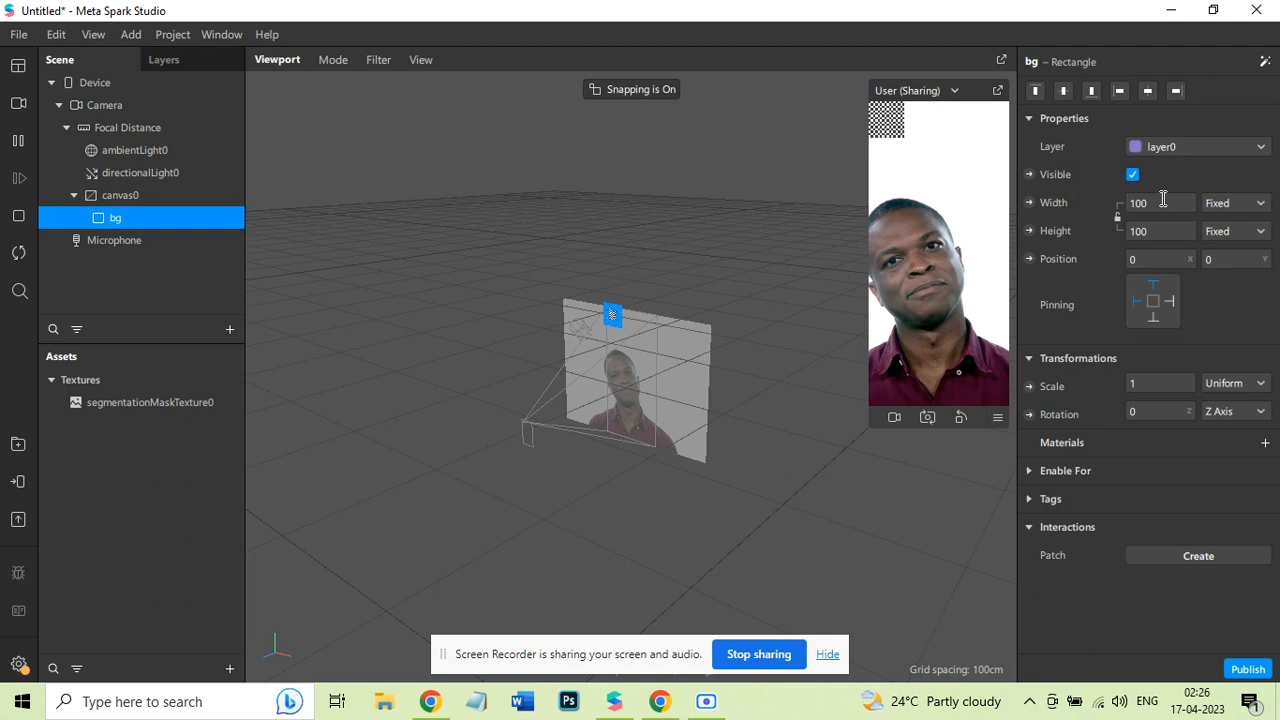 Untitled* - Meta Spark Studio
File Edit View Add Project Window Help
Scene Layers
Device
Camera
Focal Distance
ambientLight0
directionalLight0
canvas0
bg
Microphone
Assets
Textures
segmentationMaskTexture0
Viewport Mode Filter View
Snapping is On
User (Sharing)
Grid spacing: 100cm
bg – Rectangle
Properties
Layer layer0
Visible
Width 100 Fixed
Height 100 Fixed
Position 0 X 0 Y
Pinning
Transformations
Scale 1 Uniform
Rotation 0 Z Z Axis
Materials
Enable For
Tags
Interactions
Patch Create
Publish
Screen Recorder is sharing your screen and audio. Stop sharing Hide
Type here to search
24°C Partly cloudy
ENG
02:26
17-04-2023
1